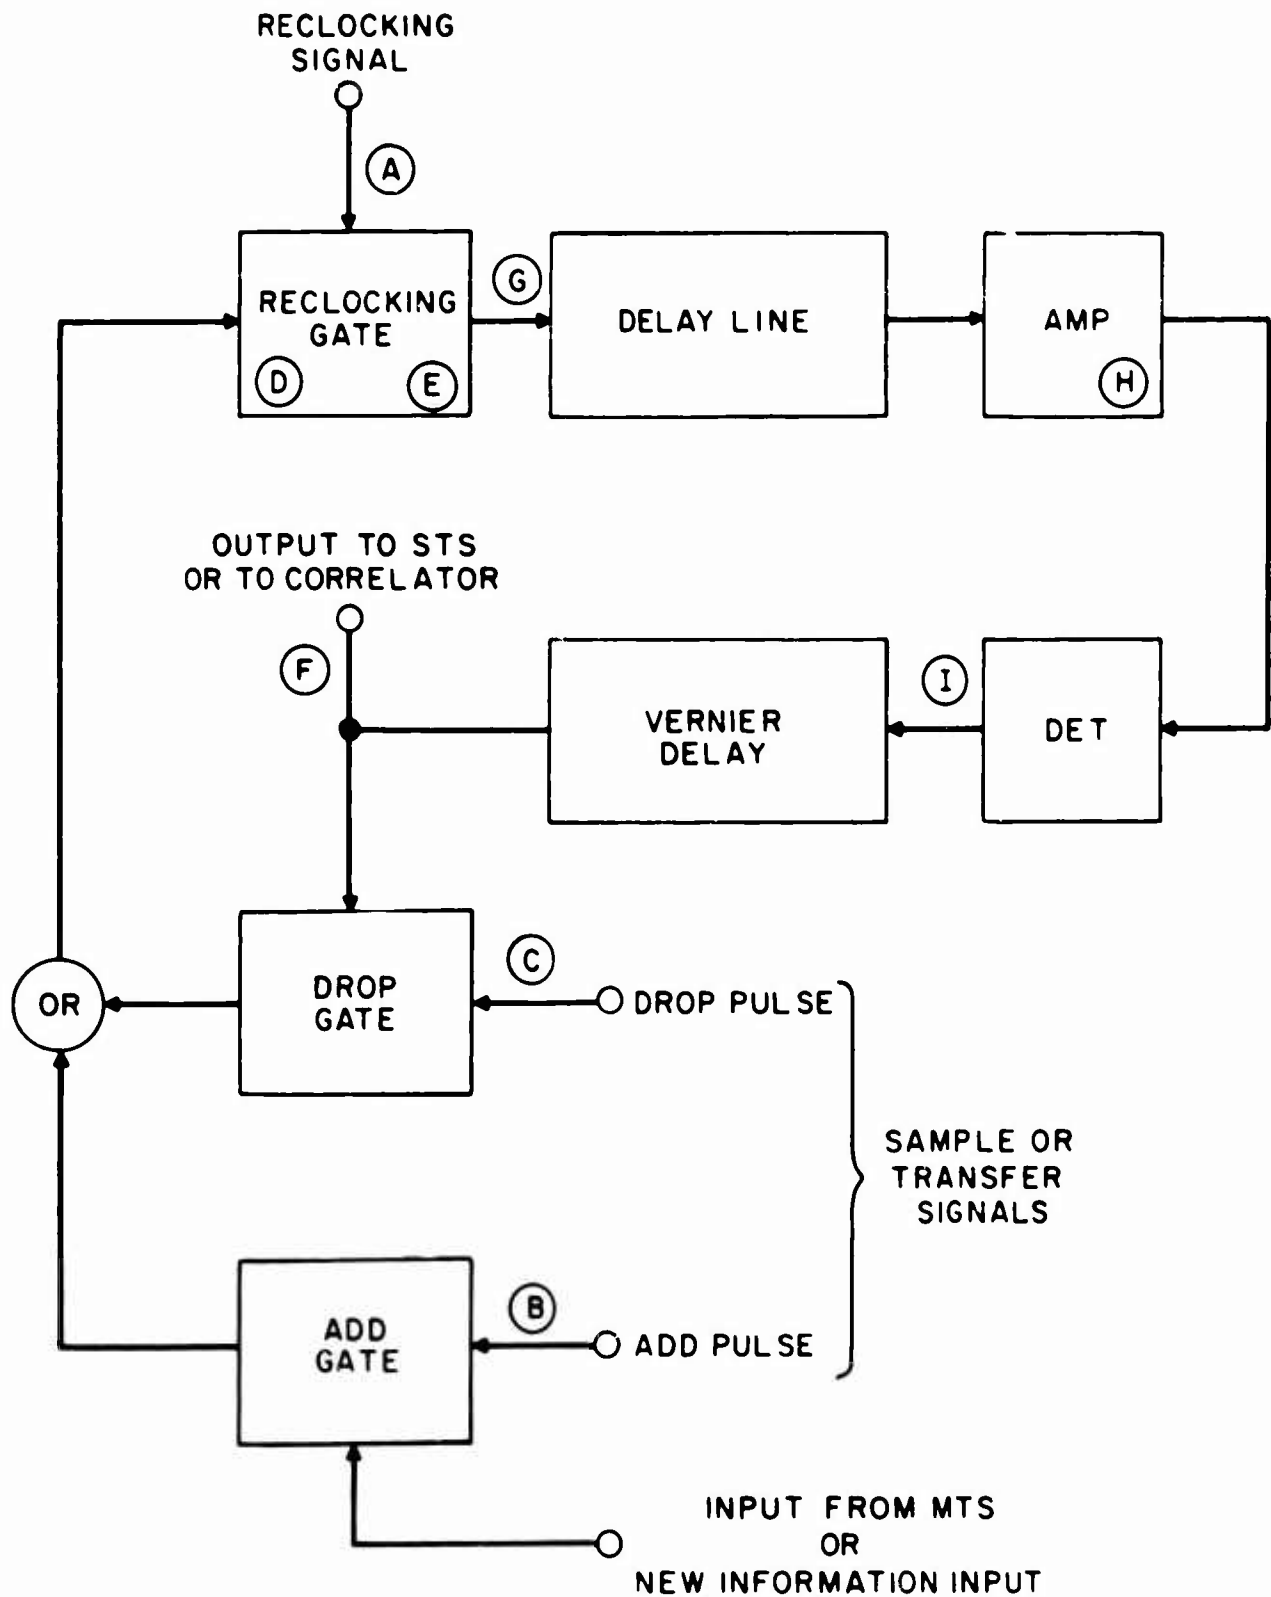 RECLOCKING
SIGNAL
A
RECLOCKING
GATE
D
E
G
DELAY LINE
AMP
H
OUTPUT TO STS
OR TO CORRELATOR
F
VERNIER
DELAY
I
DET
OR
DROP
GATE
C
DROP PULSE
SAMPLE OR
TRANSFER
SIGNALS
ADD
GATE
B
ADD PULSE
INPUT FROM MTS
OR
NEW INFORMATION INPUT